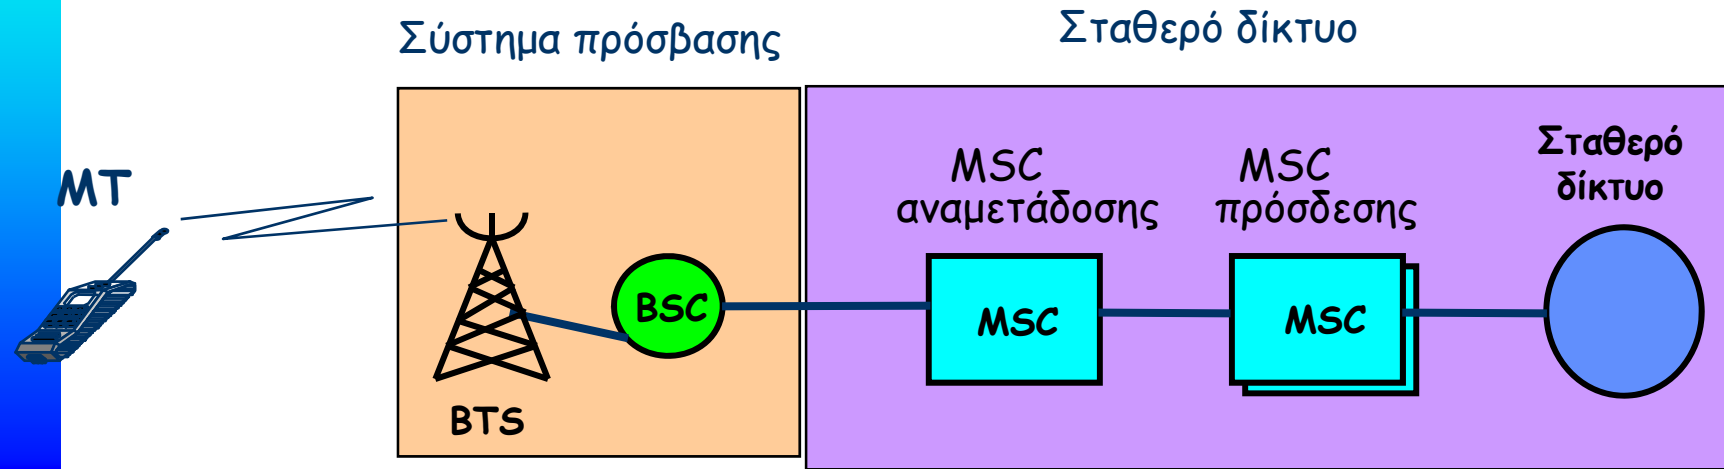 Σύστημα πρόσβασης
Σταθερό δίκτυο
MT
BTS
BSC
MSC
αναμετάδοσης
MSC
MSC
πρόσδεσης
MSC
Σταθερό
δίκτυο